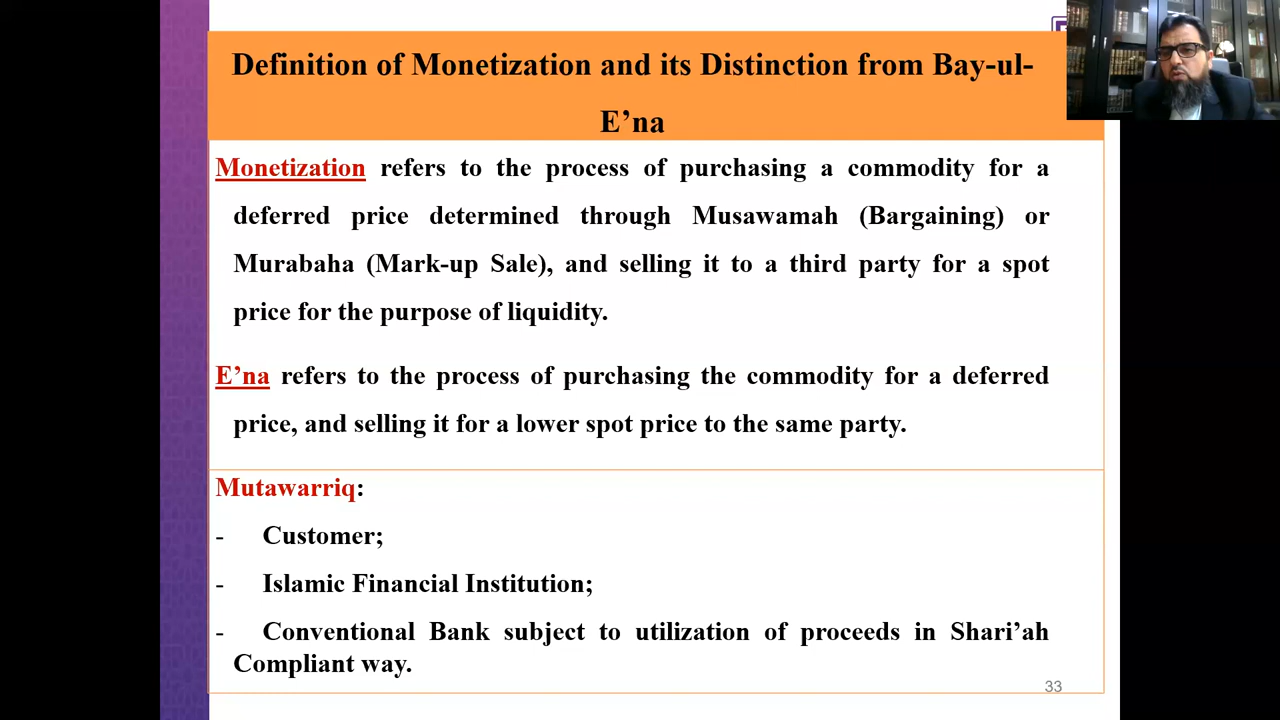 Definition of Monetization and its Distinction from Bay-ul-
E’na
Monetization refers to the process of purchasing a commodity for a
deferred price determined through Musawamah (Bargaining) or
Murabaha (Mark-up Sale), and selling it to a third party for a spot
price for the purpose of liquidity.
E’na refers to the process of purchasing the commodity for a deferred
price, and selling it for a lower spot price to the same party.
Mutawarriq:
- Customer;
- Islamic Financial Institution;
- Conventional Bank subject to utilization of proceeds in Shari’ah
Compliant way.
33